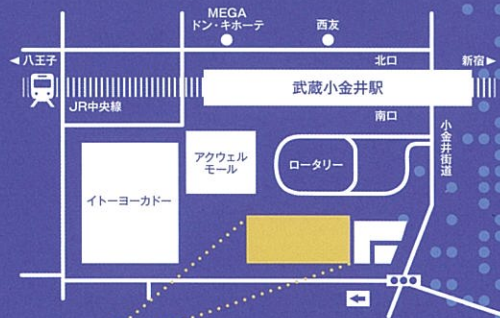 MEGA
ドン・キホーテ
西友
◀八王子
北口
新宿▶
武蔵小金井駅
JR中央線
南口
小金井街道
アクウェル
モール
ロータリー
イトーヨーカドー